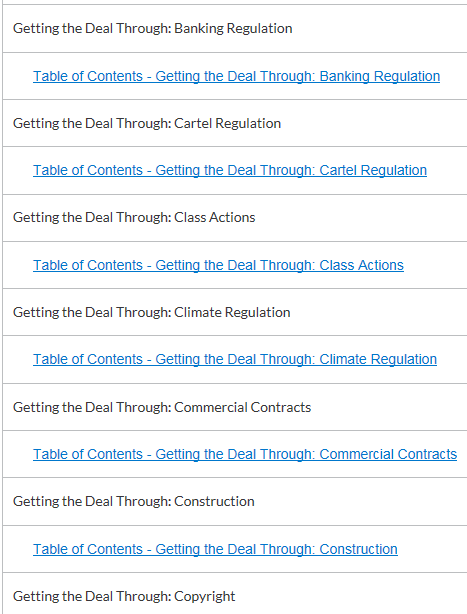 Getting the Deal Through: Banking Regulation
Table of Contents - Getting the Deal Through: Banking Regulation
Getting the Deal Through: Cartel Regulation
Table of Contents - Getting the Deal Through: Cartel Regulation
Getting the Deal Through: Class Actions
Table of Contents - Getting the Deal Through: Class Actions
Getting the Deal Through: Climate Regulation
Table of Contents - Getting the Deal Through: Climate Regulation
Getting the Deal Through: Commercial Contracts
Table of Contents - Getting the Deal Through: Commercial Contracts
Getting the Deal Through: Construction
Table of Contents - Getting the Deal Through: Construction
Getting the Deal Through: Copyright